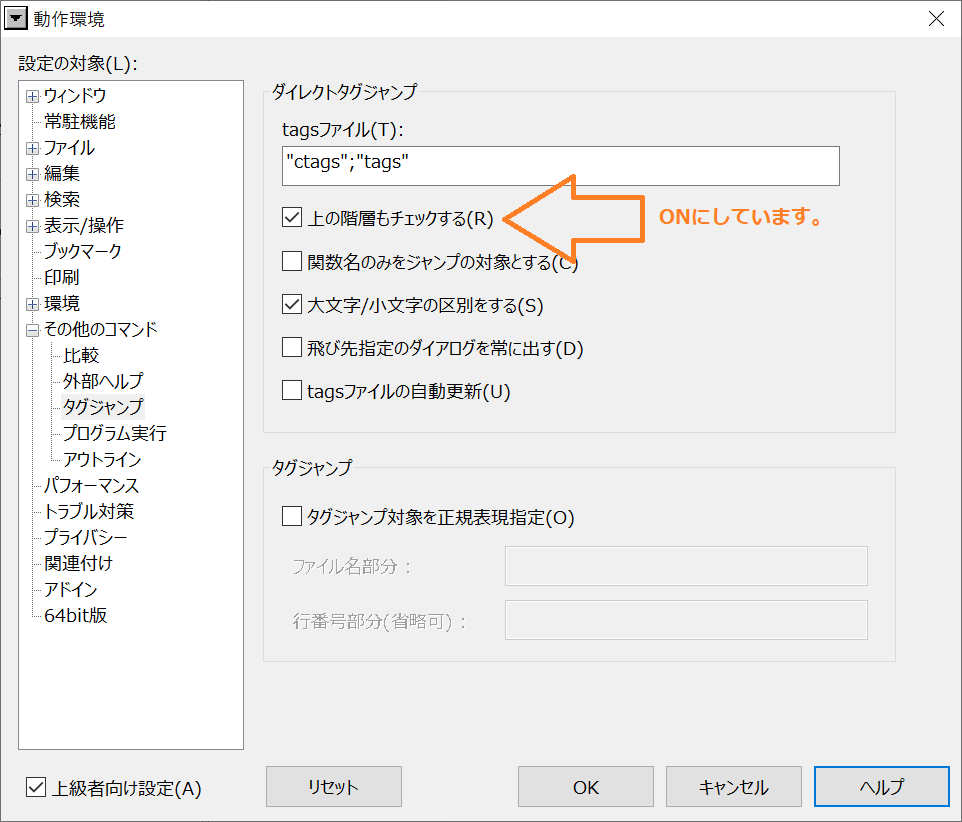 動作環境
設定の対象(L):
ウィンドウ
常駐機能
ファイル
編集
検索
表示/操作
ブックマーク
印刷
環境
その他のコマンド
比較
外部ヘルプ
タグジャンプ
プログラム実行
アウトライン
パフォーマンス
トラブル対策
プライバシー
関連付け
アドイン
64bit版
ダイレクトタグジャンプ
tagsファイル(T):
"ctags";"tags"
上の階層もチェックする(R)
ONにしています。
関数名のみをジャンプの対象とする(C)
大文字/小文字の区別をする(S)
飛び先指定のダイアログを常に出す(D)
tagsファイルの自動更新(U)
タグジャンプ
タグジャンプ対象を正規表現指定(O)
ファイル名部分：
行番号部分(省略可)：
上級者向け設定(A)
リセット
OK
キャンセル
ヘルプ